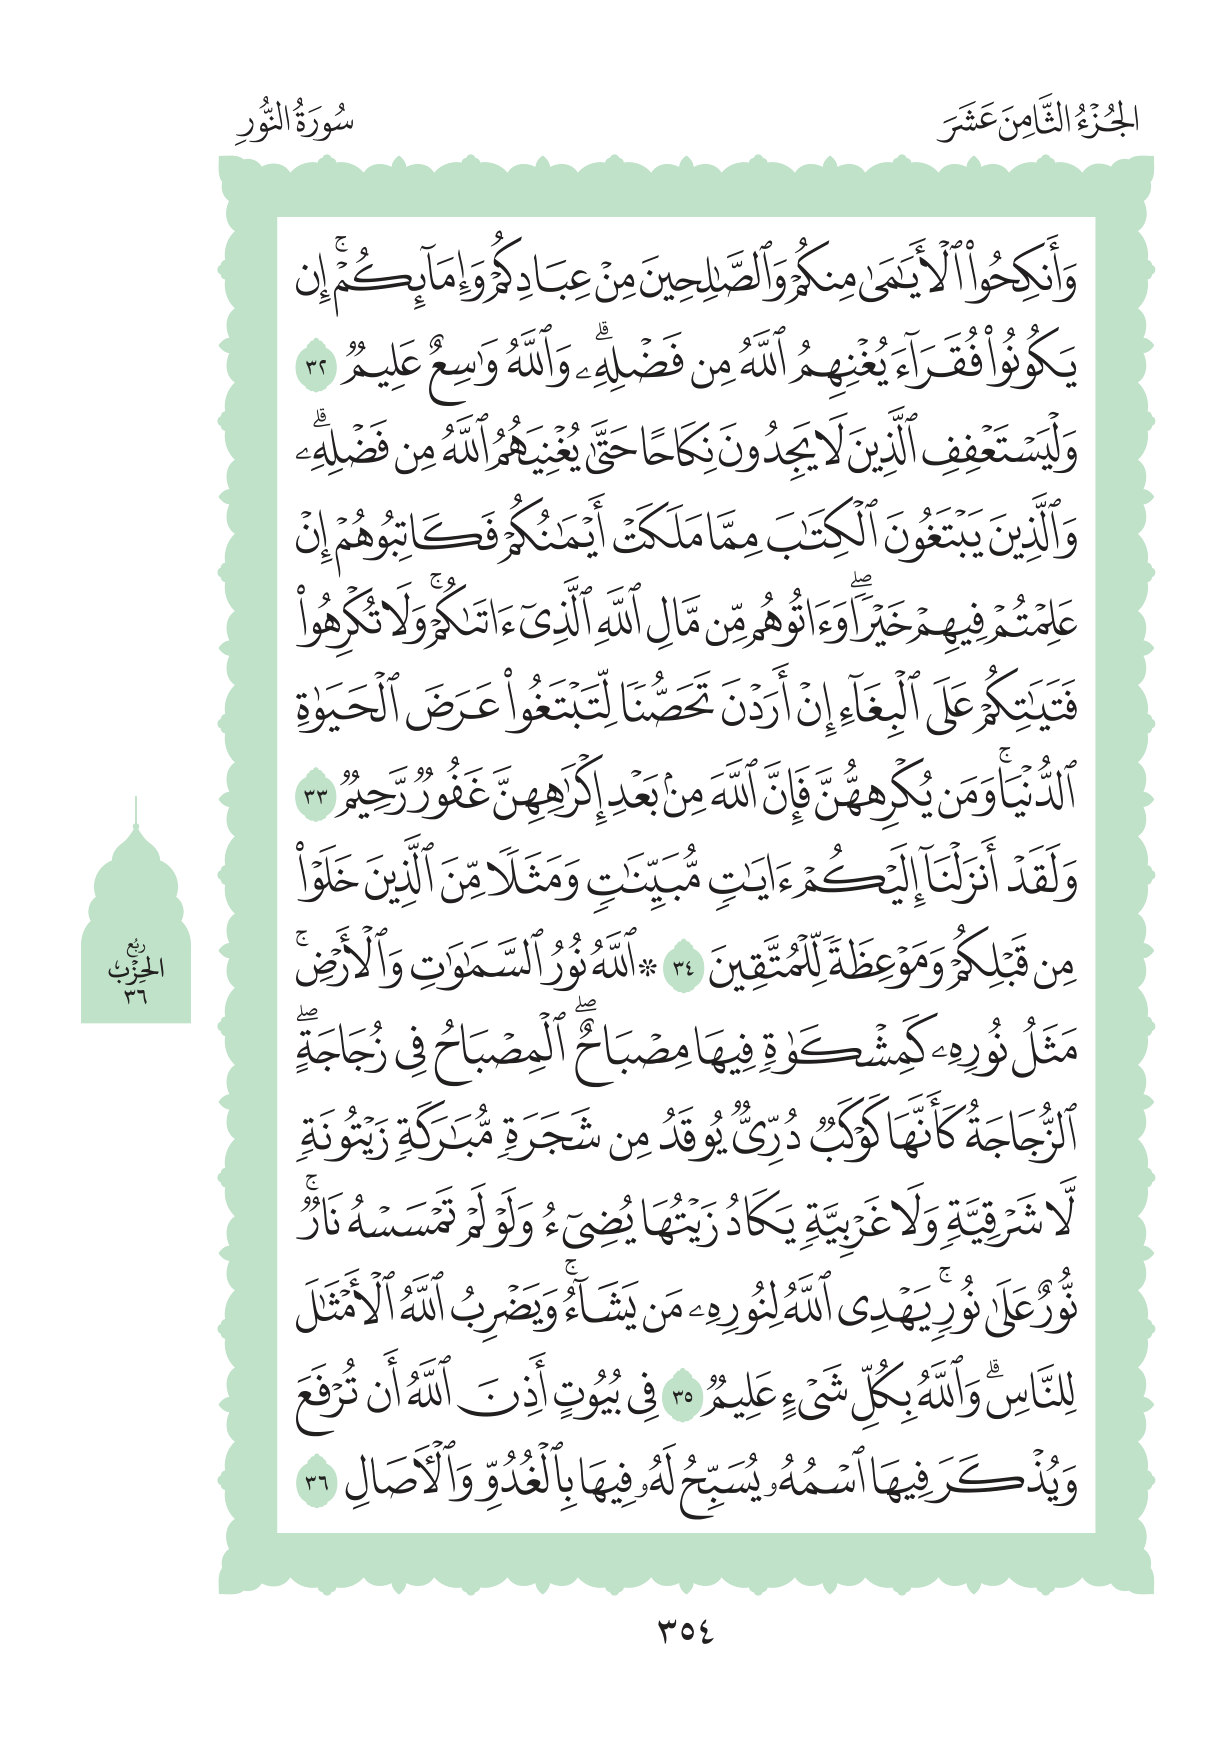 الجُزْءُ الثَّامِنَ عَشَرَ
سُورَةُ النُّورِ
وَأَنكِحُوا۟ ٱلْأَيَـٰمَىٰ مِنكُمْ وَٱلصَّـٰلِحِينَ مِنْ عِبَادِكُمْ وَإِمَآئِكُمْ ۚ إِن
يَكُونُوا۟ فُقَرَآءَ يُغْنِهِمُ ٱللَّهُ مِن فَضْلِهِۦ ۗ وَٱللَّهُ وَٰسِعٌ عَلِيمٌ ٣٢
وَلْيَسْتَعْفِفِ ٱلَّذِينَ لَا يَجِدُونَ نِكَاحًا حَتَّىٰ يُغْنِيَهُمُ ٱللَّهُ مِن فَضْلِهِۦ ۗ
وَٱلَّذِينَ يَبْتَغُونَ ٱلْكِتَـٰبَ مِمَّا مَلَكَتْ أَيْمَـٰنُكُمْ فَكَاتِبُوهُمْ إِنْ
عَلِمْتُمْ فِيهِمْ خَيْرًا ۖ وَءَاتُوهُم مِّن مَّالِ ٱللَّهِ ٱلَّذِىٓ ءَاتَىٰكُمْ ۚ وَلَا تُكْرِهُوا۟
فَتَيَـٰتِكُمْ عَلَى ٱلْبِغَآءِ إِنْ أَرَدْنَ تَحَصُّنًا لِّتَبْتَغُوا۟ عَرَضَ ٱلْحَيَوٰةِ
ٱلدُّنْيَا ۚ وَمَن يُكْرِههُّنَّ فَإِنَّ ٱللَّهَ مِنۢ بَعْدِ إِكْرَٰهِهِنَّ غَفُورٌ رَّحِيمٌ ٣٣
وَلَقَدْ أَنزَلْنَآ إِلَيْكُمْ ءَايَـٰتٍ مُّبَيِّنَـٰتٍ وَمَثَلًا مِّنَ ٱلَّذِينَ خَلَوْا۟
مِن قَبْلِكُمْ وَمَوْعِظَةً لِّلْمُتَّقِينَ ٣٤ ۞ ٱللَّهُ نُورُ ٱلسَّمَـٰوَٰتِ وَٱلْأَرْضِ ۚ
مَثَلُ نُورِهِۦ كَمِشْكَوٰةٍ فِيهَا مِصْبَاحٌ ۖ ٱلْمِصْبَاحُ فِى زُجَاجَةٍ ۖ
ٱلزُّجَاجَةُ كَأَنَّهَا كَوْكَبٌ دُرِّىٌّ يُوقَدُ مِن شَجَرَةٍ مُّبَـٰرَكَةٍ زَيْتُونَةٍ
لَّا شَرْقِيَّةٍ وَلَا غَرْبِيَّةٍ يَكَادُ زَيْتُهَا يُضِىٓءُ وَلَوْ لَمْ تَمْسَسْهُ نَارٌ ۚ
نُّورٌ عَلَىٰ نُورٍ ۗ يَهْدِى ٱللَّهُ لِنُورِهِۦ مَن يَشَآءُ ۚ وَيَضْرِبُ ٱللَّهُ ٱلْأَمْثَـٰلَ
لِلنَّاسِ ۗ وَٱللَّهُ بِكُلِّ شَىْءٍ عَلِيمٌ ٣٥ فِى بُيُوتٍ أَذِنَ ٱللَّهُ أَن تُرْفَعَ
وَيُذْكَرَ فِيهَا ٱسْمُهُۥ يُسَبِّحُ لَهُۥ فِيهَا بِٱلْغُدُوِّ وَٱلْـَٔاصَالِ ٣٦
رُبْع
الحِزْب
٣٦
٣٥٤